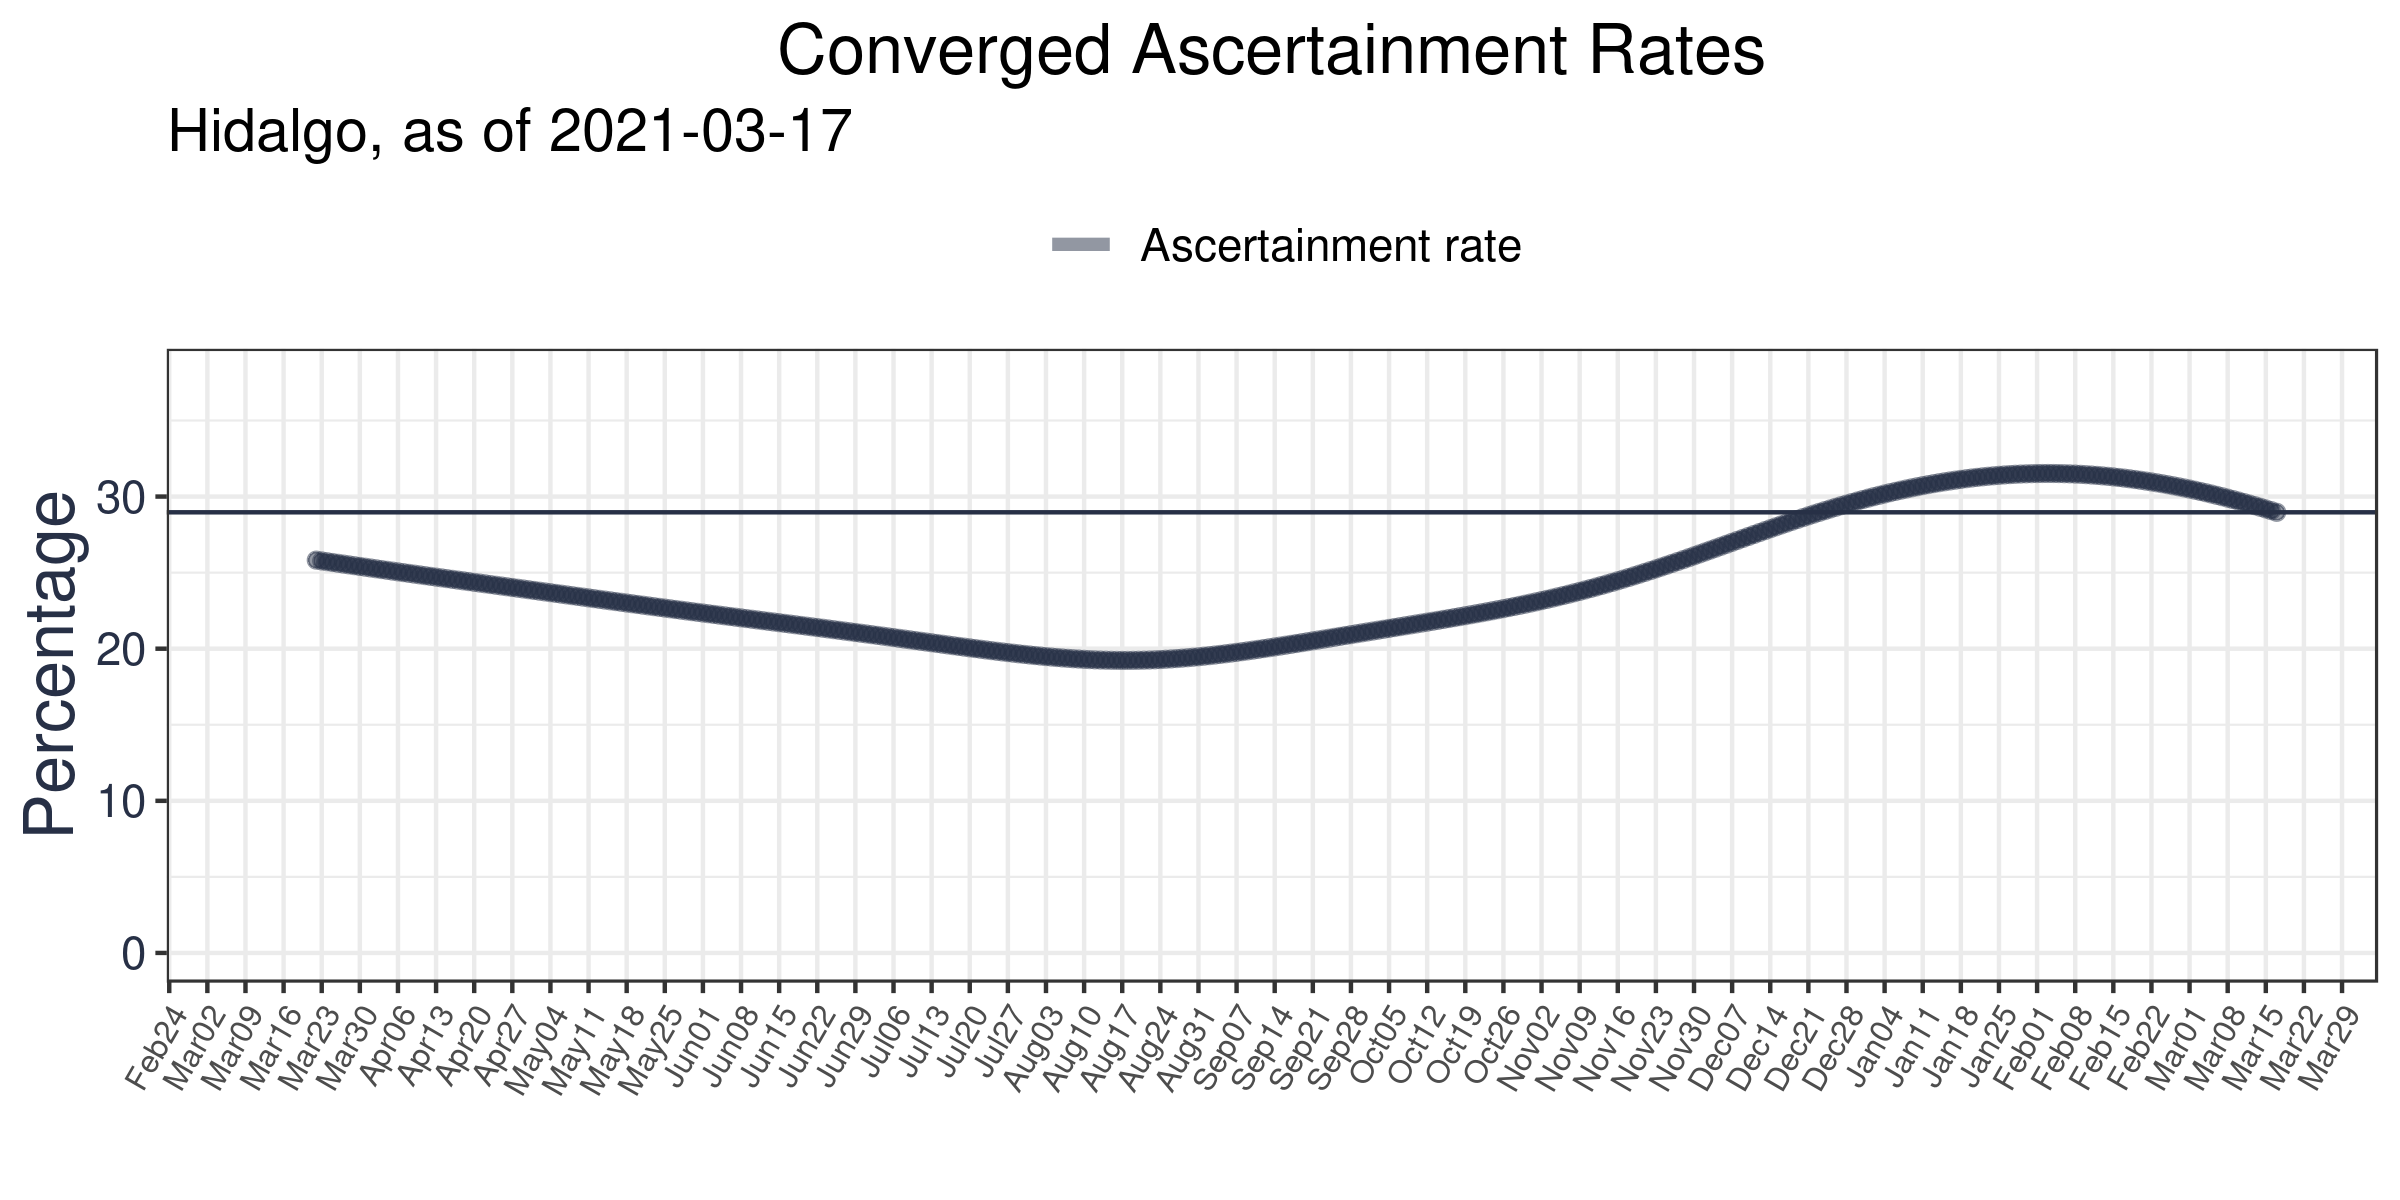 Converged Ascertainment Rates
Hidalgo, as of 2021-03-17
Ascertainment rate
Percentage
30
20
10
0
Feb24 Mar02 Mar09 Mar16 Mar23 Mar30 Apr06 Apr13 Apr20 Apr27 May04 May11 May18 May25 Jun01 Jun08 Jun15 Jun22 Jun29 Jul06 Jul13 Jul20 Jul27 Aug03 Aug10 Aug17 Aug24 Aug31 Sep07 Sep14 Sep21 Sep28 Oct05 Oct12 Oct19 Oct26 Nov02 Nov09 Nov16 Nov23 Nov30 Dec07 Dec14 Dec21 Dec28 Jan04 Jan11 Jan18 Jan25 Feb01 Feb08 Feb15 Feb22 Mar01 Mar08 Mar15 Mar22 Mar29